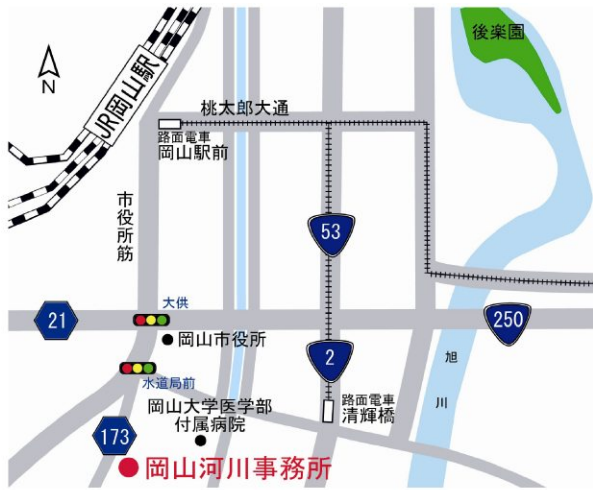 後楽園
N
JR岡山駅
桃太郎大通
路面電車
岡山駅前
市役所筋
53
大供
21
250
岡山市役所
2
旭川
水道局前
路面電車
清輝橋
岡山大学医学部
付属病院
173
岡山河川事務所